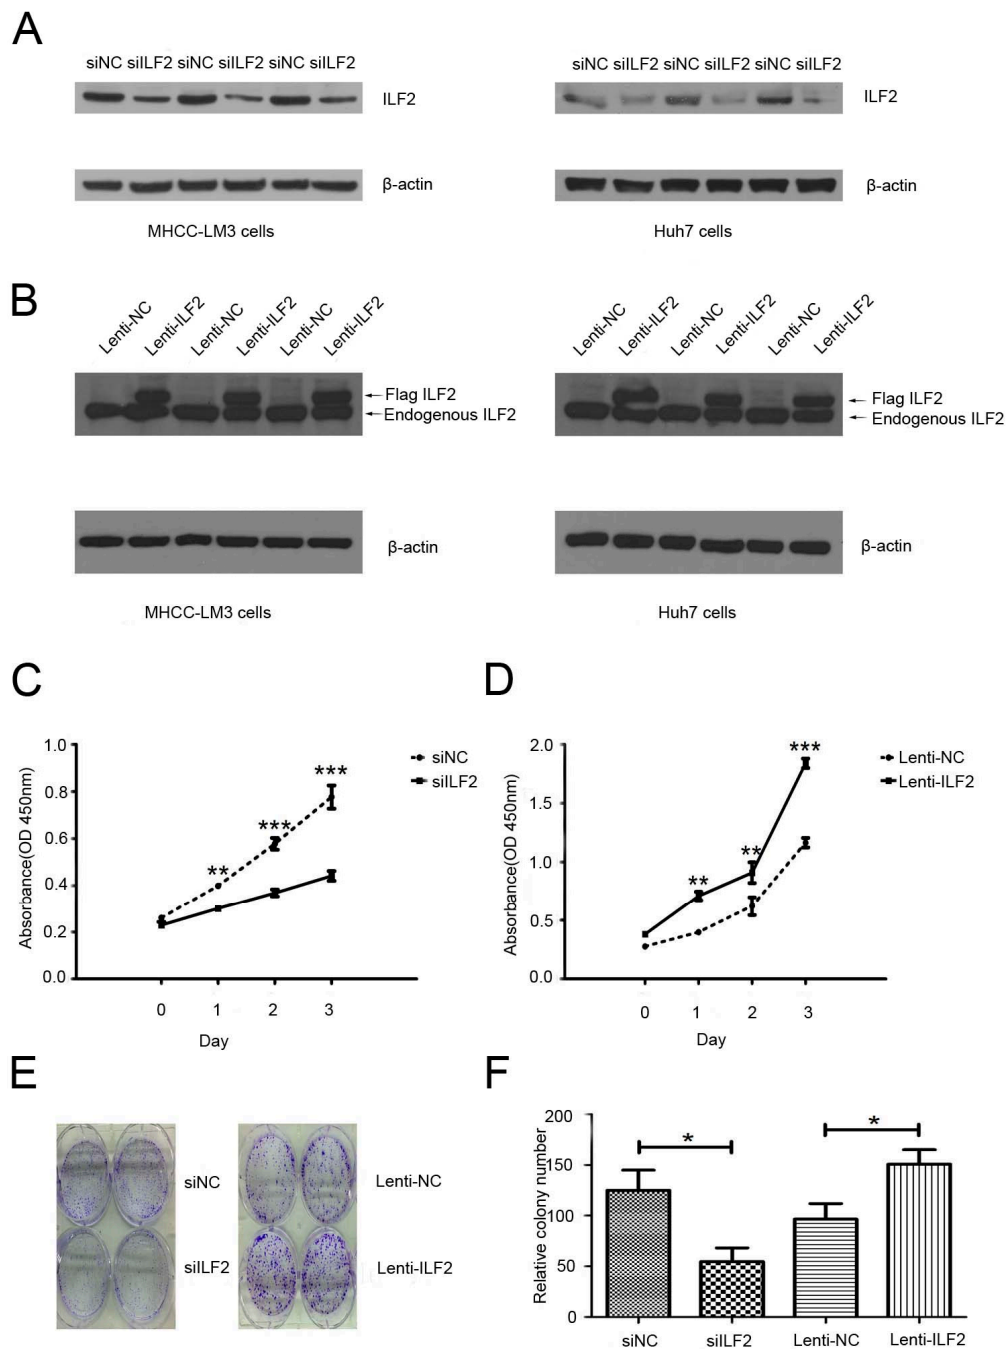 A
siNC siILF2 siNC siILF2 siNC siILF2
ILF2
β-actin
MHCC-LM3 cells
siNC siILF2 siNC siILF2 siNC siILF2
ILF2
β-actin
Huh7 cells
B
Lenti-NC Lenti-ILF2 Lenti-NC Lenti-ILF2 Lenti-NC Lenti-ILF2
Flag ILF2
Endogenous ILF2
β-actin
MHCC-LM3 cells
Lenti-NC Lenti-ILF2 Lenti-NC Lenti-ILF2 Lenti-NC Lenti-ILF2
Flag ILF2
Endogenous ILF2
β-actin
Huh7 cells
C
Absorbance(OD 450nm)
1.0
0.8
0.6
0.4
0.2
0.0
**
***
***
siNC
siILF2
0 1 2 3
Day
D
Absorbance(OD 450nm)
2.0
1.5
1.0
0.5
0.0
**
**
***
Lenti-NC
Lenti-ILF2
0 1 2 3
Day
E
siNC
siILF2
Lenti-NC
Lenti-ILF2
F
Relative colony number
200
150
100
50
0
*
*
siNC siILF2 Lenti-NC Lenti-ILF2